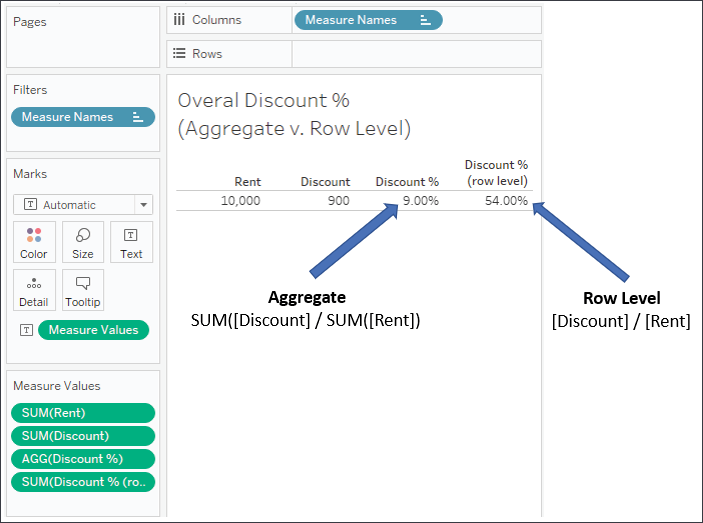 Pages
Columns
Measure Names
Rows
Filters
Measure Names
Overal Discount %
(Aggregate v. Row Level)
Marks
Automatic
Color
Size
Text
Detail
Tooltip
Measure Values
Discount %
Rent
Discount
Discount %
(row level)
10,000
900
9.00%
54.00%
Aggregate
SUM([Discount] / SUM([Rent])
Row Level
[Discount] / [Rent]
Measure Values
SUM(Rent)
SUM(Discount)
AGG(Discount %)
SUM(Discount % (ro..